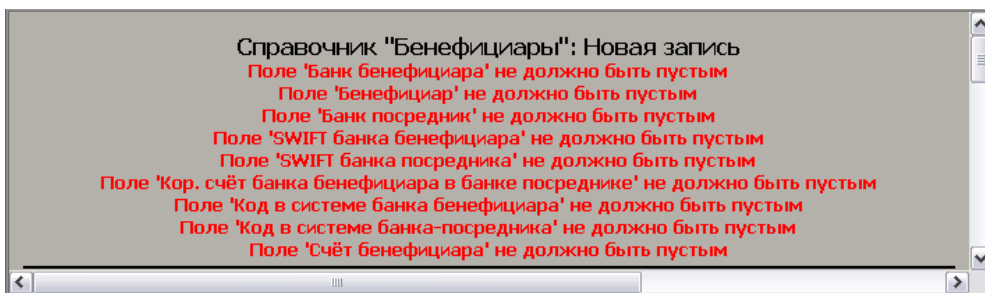 Справочник "Бенефициары": Новая запись
Поле 'Банк бенефициара' не должно быть пустым
Поле 'Бенефициар' не должно быть пустым
Поле 'Банк посредник' не должно быть пустым
Поле 'SWIFT банка бенефициара' не должно быть пустым
Поле 'SWIFT банка посредника' не должно быть пустым
Поле 'Кор. счёт банка бенефициара в банке посреднике' не должно быть пустым
Поле 'Код в системе банка бенефициара' не должно быть пустым
Поле 'Код в системе банка-посредника' не должно быть пустым
Поле 'Счёт бенефициара' не должно быть пустым